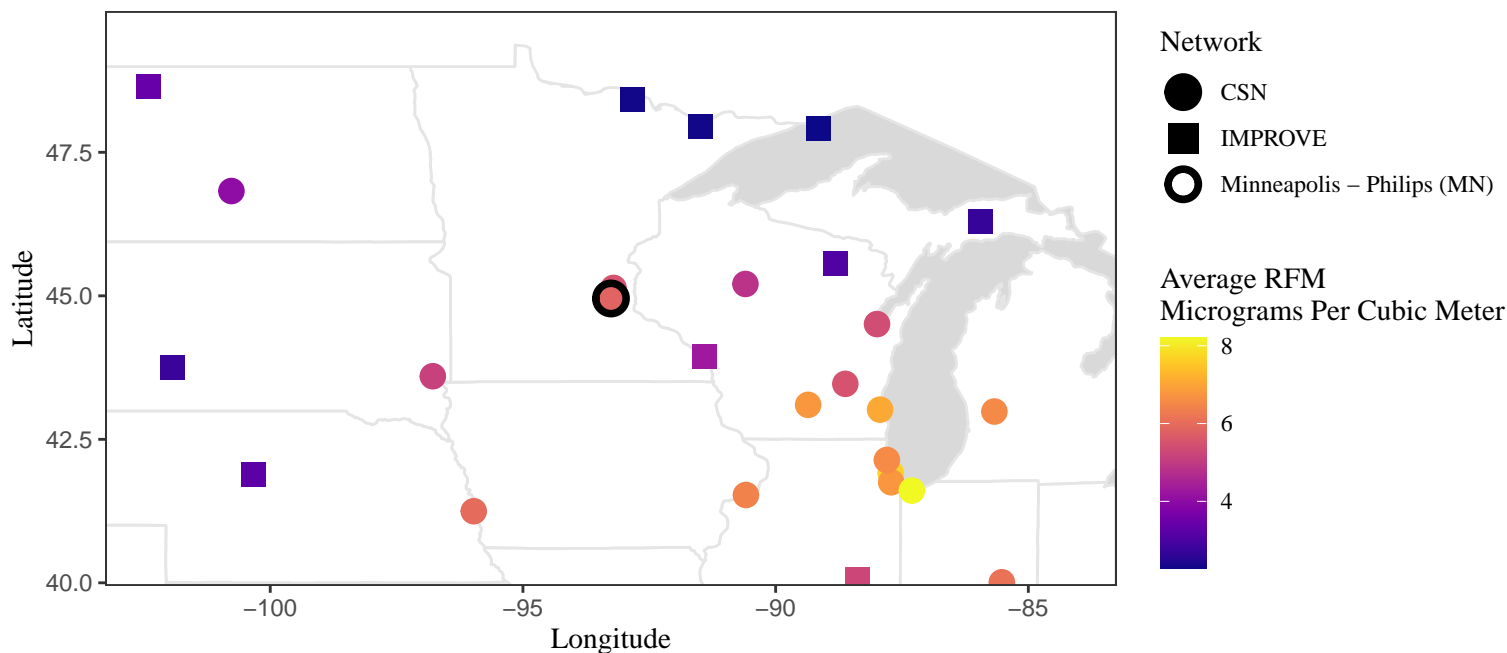 Network
CSN
IMPROVE
Minneapolis − Philips (MN)
Average RFM
Micrograms Per Cubic Meter
8
6
4
Latitude
47.5
45.0
42.5
40.0
−100
−95
−90
−85
Longitude